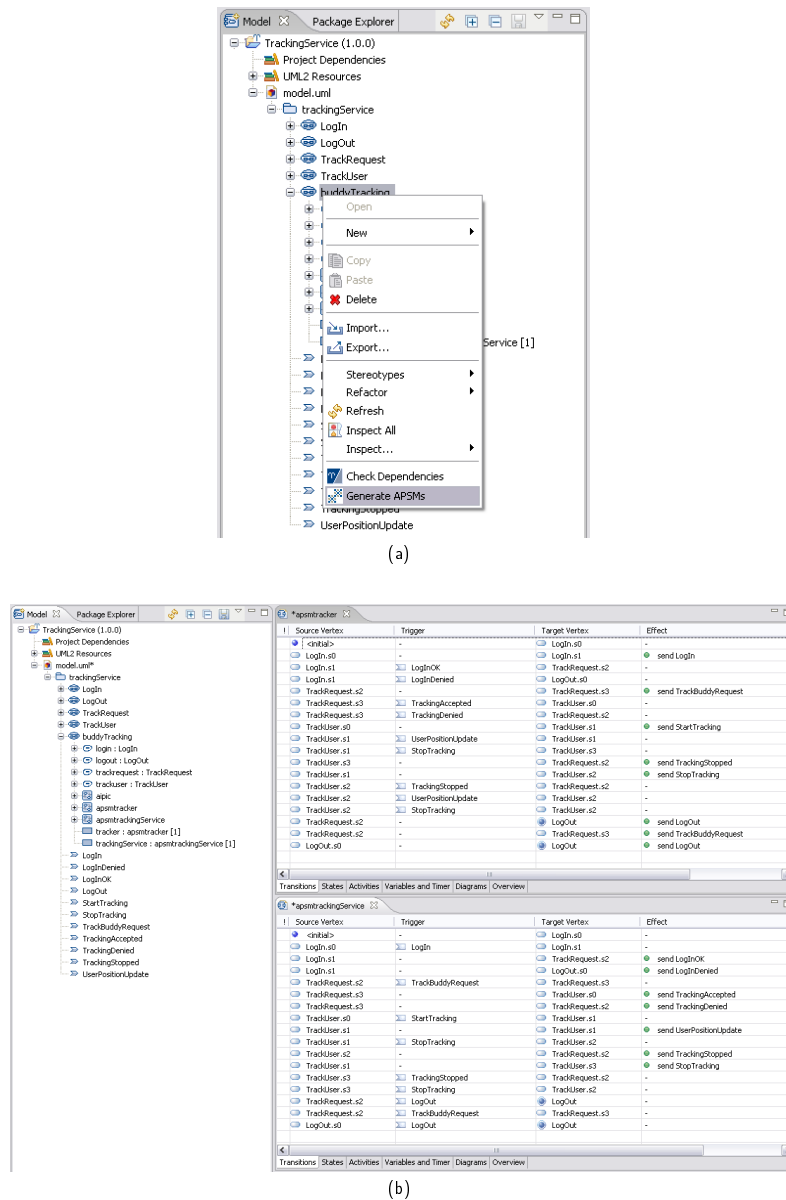 Model Package Explorer
TrackingService (1.0.0)
Project Dependencies
UML2 Resources
model.uml
trackingService
LogIn
LogOut
TrackRequest
TrackUser
buddyTracking
Open
New
Copy
Paste
Delete
Import...
Export...
Service [1]
Stereotypes
Refactor
Refresh
Inspect All
Inspect...
Check Dependencies
Generate APSMs
TrackingStopped
UserPositionUpdate
(a)
Model Package Explorer
TrackingService (1.0.0)
Project Dependencies
UML2 Resources
model.uml*
trackingService
LogIn
LogOut
TrackRequest
TrackUser
buddyTracking
login : LogIn
logout : LogOut
trackrequest : TrackRequest
trackuser : TrackUser
aipic
apsmtracker
apsmtrackingService
tracker : apsmtracker [1]
trackingService : apsmtrackingService [1]
LogIn
LogInDenied
LogInOK
LogOut
StartTracking
StopTracking
TrackBuddyRequest
TrackingAccepted
TrackingDenied
TrackingStopped
UserPositionUpdate
*apsmtracker
! Source Vertex Trigger Target Vertex Effect
<initial> - LogIn.s0 -
LogIn.s0 - LogIn.s1 send LogIn
LogIn.s1 LogInOK TrackRequest.s2 -
LogIn.s1 LogInDenied LogOut.s0 -
TrackRequest.s2 - TrackRequest.s3 send TrackBuddyRequest
TrackRequest.s3 TrackingAccepted TrackUser.s0 -
TrackRequest.s3 TrackingDenied TrackRequest.s2 -
TrackUser.s0 - TrackUser.s1 send StartTracking
TrackUser.s1 UserPositionUpdate TrackUser.s1 -
TrackUser.s1 StopTracking TrackUser.s3 -
TrackUser.s3 - TrackRequest.s2 send TrackingStopped
TrackUser.s1 - TrackUser.s2 send StopTracking
TrackUser.s2 TrackingStopped TrackRequest.s2 -
TrackUser.s2 UserPositionUpdate TrackUser.s2 -
TrackUser.s2 StopTracking TrackUser.s2 -
TrackRequest.s2 - LogOut send LogOut
TrackRequest.s2 - TrackRequest.s3 send TrackBuddyRequest
LogOut.s0 - LogOut send LogOut
Transitions States Activities Variables and Timer Diagrams Overview
*apsmtrackingService
! Source Vertex Trigger Target Vertex Effect
<initial> - LogIn.s0 -
LogIn.s0 LogIn LogIn.s1 -
LogIn.s1 - TrackRequest.s2 send LogInOK
LogIn.s1 - LogOut.s0 send LogInDenied
TrackRequest.s2 TrackBuddyRequest TrackRequest.s3 -
TrackRequest.s3 - TrackUser.s0 send TrackingAccepted
TrackRequest.s3 - TrackRequest.s2 send TrackingDenied
TrackUser.s0 StartTracking TrackUser.s1 -
TrackUser.s1 - TrackUser.s1 send UserPositionUpdate
TrackUser.s1 StopTracking TrackUser.s2 -
TrackUser.s2 - TrackRequest.s2 send TrackingStopped
TrackUser.s1 - TrackUser.s3 send StopTracking
TrackUser.s3 TrackingStopped TrackRequest.s2 -
TrackUser.s3 StopTracking TrackUser.s2 -
TrackRequest.s2 LogOut LogOut -
TrackRequest.s2 TrackBuddyRequest TrackRequest.s3 -
LogOut.s0 LogOut LogOut -
Transitions States Activities Variables and Timer Diagrams Overview
(b)